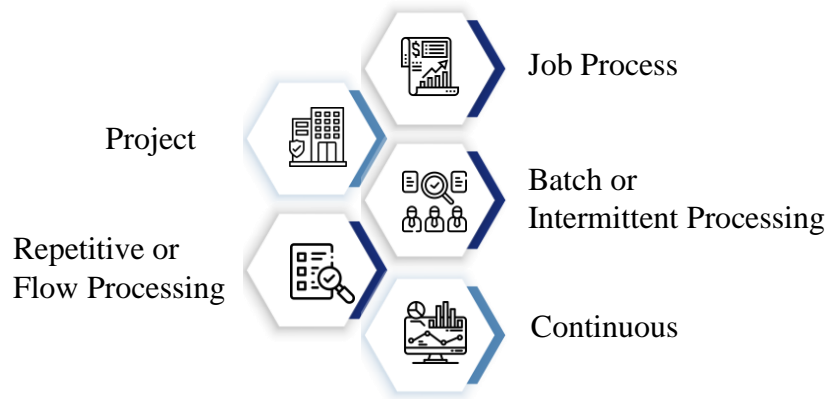 Job Process
Project
Batch or
Intermittent Processing
Repetitive or
Flow Processing
Continuous
$